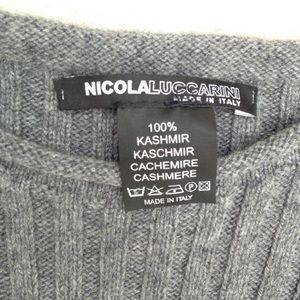 NICOLALUCCARINI
MADE IN ITALY
100%
KASHMIR
KASCHMIR
CACHEMIRE
CASHMERE
MADE IN ITALY